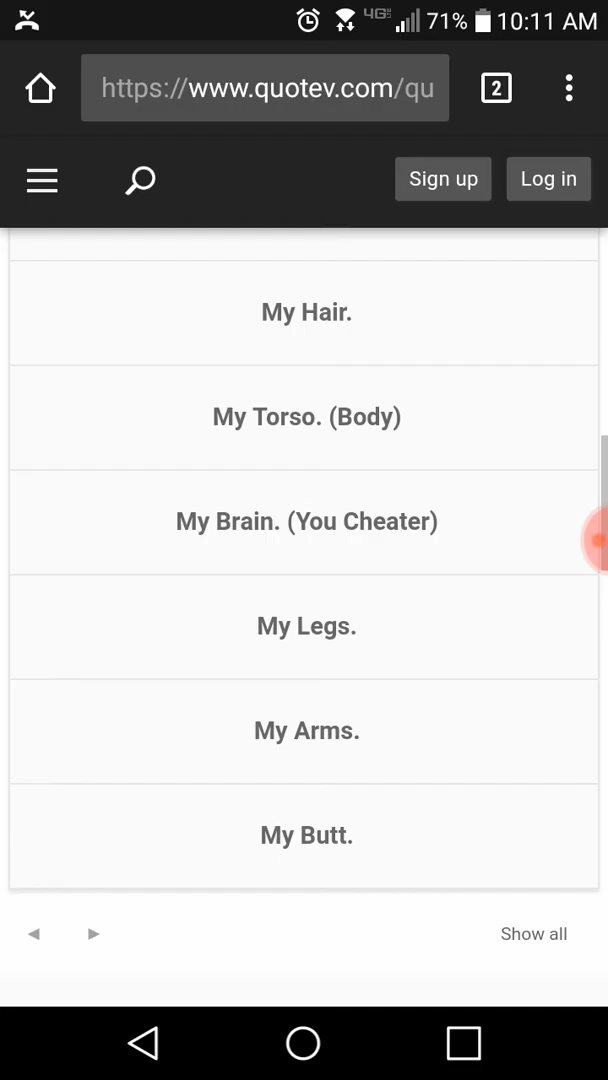 4G 71% 10:11 AM
https://www.quotev.com/qu 2
Sign up Log in
My Hair.
My Torso. (Body)
My Brain. (You Cheater)
My Legs.
My Arms.
My Butt.
Show all